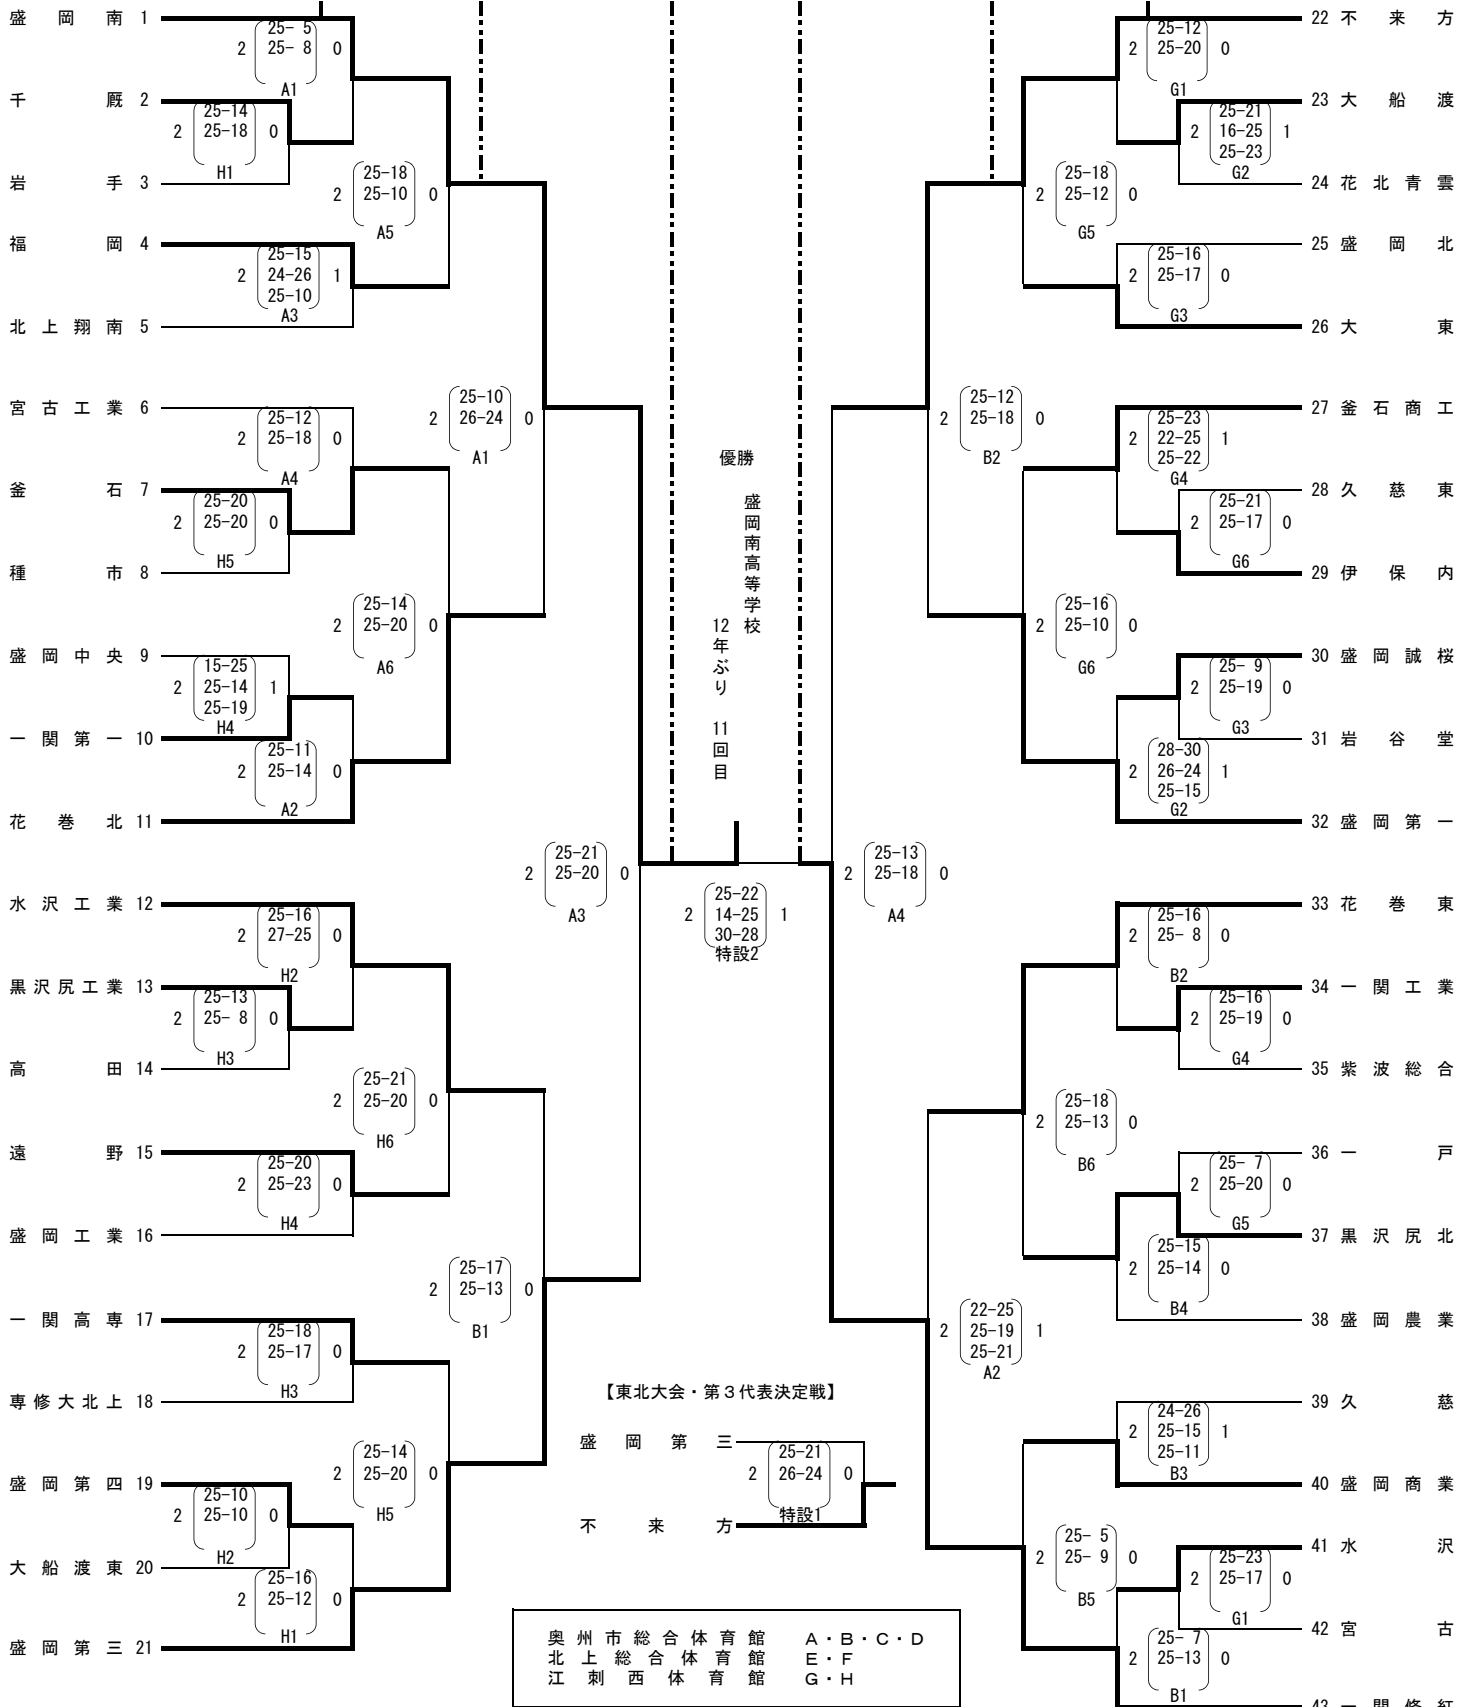 盛岡南 1
25- 5
2 25- 8 0
A1
千厩 2
25-14
2 25-18 0
H1
岩手 3
25-18
2 25-10 0
A5
福岡 4
25-15
2 24-26 1
25-10
A3
北上翔南 5
25-10
2 26-24 0
A1
宮古工業 6
25-12
2 25-18 0
A4
釜石 7
25-20
2 25-20 0
H5
種市 8
25-14
2 25-20 0
A6
盛岡中央 9
15-25
2 25-14 1
25-19
H4
一関第一 10
25-11
2 25-14 0
A2
花巻北 11
25-21
2 25-20 0
A3
水沢工業 12
25-16
2 27-25 0
H2
黒沢尻工業 13
25-13
2 25- 8 0
H3
高田 14
25-21
2 25-20 0
H6
遠野 15
25-20
2 25-23 0
H4
盛岡工業 16
25-17
2 25-13 0
B1
一関高専 17
25-18
2 25-17 0
H3
専修大北上 18
25-14
2 25-20 0
H5
盛岡第四 19
25-10
2 25-10 0
H2
大船渡東 20
25-16
2 25-12 0
H1
盛岡第三 21
優勝
盛岡南高等学校
12年ぶり 11回目
25-22
2 14-25 1
30-28
特設2
【東北大会・第3代表決定戦】
盛岡第三
25-21
2 26-24 0
特設1
不来方
奥州市総合体育館 A・B・C・D
北上総合体育館 E・F
江刺西体育館 G・H
22 不来方
25-12
2 25-20 0
G1
23 大船渡
25-21
2 16-25 1
25-23
G2
24 花北青雲
25-18
2 25-12 0
G5
25 盛岡北
25-16
2 25-17 0
G3
26 大東
25-12
2 25-18 0
B2
27 釜石商工
25-23
2 22-25 1
25-22
G4
28 久慈東
25-21
2 25-17 0
G6
29 伊保内
25-16
2 25-10 0
G6
30 盛岡誠桜
25- 9
2 25-19 0
G3
31 岩谷堂
28-30
2 26-24 1
25-15
G2
32 盛岡第一
25-13
2 25-18 0
A4
33 花巻東
25-16
2 25- 8 0
B2
34 一関工業
25-16
2 25-19 0
G4
35 紫波総合
25-18
2 25-13 0
B6
36 一戸
25- 7
2 25-20 0
G5
37 黒沢尻北
25-15
2 25-14 0
B4
38 盛岡農業
22-25
2 25-19 1
25-21
A2
39 久慈
24-26
2 25-15 1
25-11
B3
40 盛岡商業
25- 5
2 25- 9 0
B5
41 水沢
25-23
2 25-17 0
G1
42 宮古
25- 7
2 25-13 0
B1
43 一関修紅